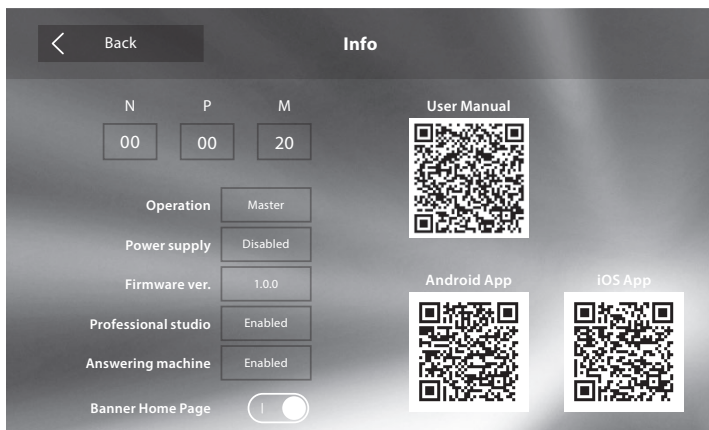 Back
Info
N P M
00 00 20
Operation Master
Power supply Disabled
Firmware ver. 1.0.0
Professional studio Enabled
Answering machine Enabled
Banner Home Page
User Manual
Android App iOS App